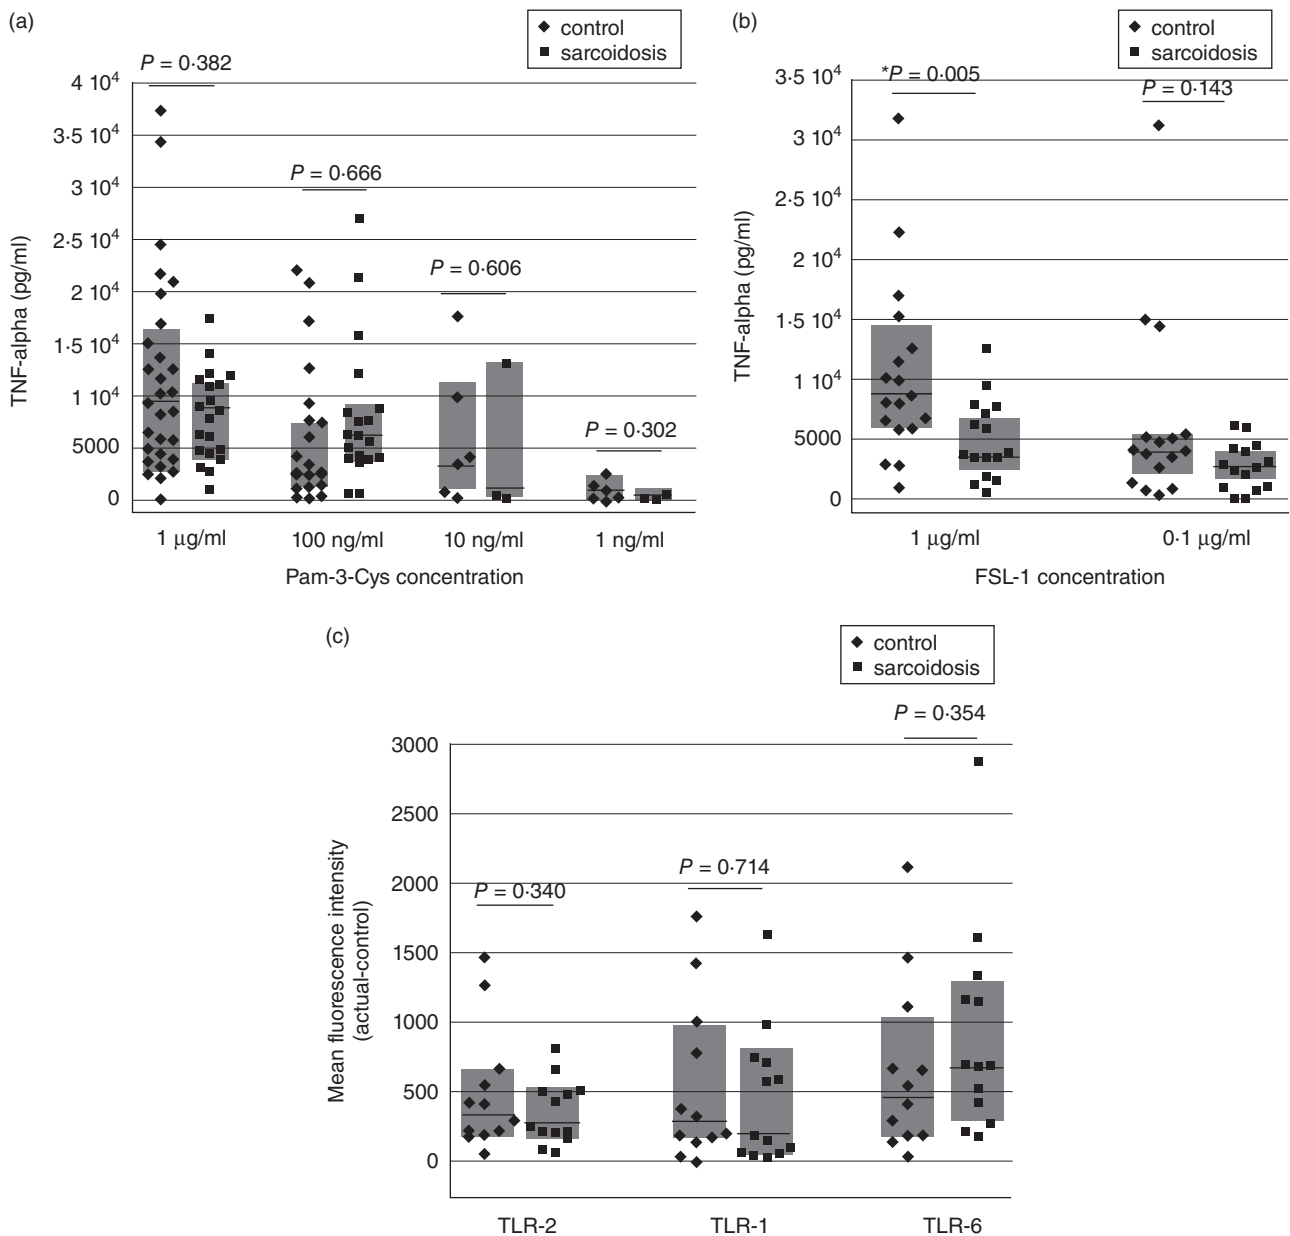 (a)
control
sarcoidosis
P = 0·382
P = 0·666
P = 0·606
P = 0·302
4 10⁴
3·5 10⁴
3 10⁴
2·5 10⁴
2 10⁴
1·5 10⁴
1 10⁴
5000
0
TNF-alpha (pg/ml)
1 μg/ml 100 ng/ml 10 ng/ml 1 ng/ml
Pam-3-Cys concentration
(b)
control
sarcoidosis
*P = 0·005
P = 0·143
3·5 10⁴
3 10⁴
2·5 10⁴
2 10⁴
1·5 10⁴
1 10⁴
5000
0
TNF-alpha (pg/ml)
1 μg/ml 0·1 μg/ml
FSL-1 concentration
(c)
control
sarcoidosis
P = 0·354
P = 0·714
P = 0·340
3000
2500
2000
1500
1000
500
0
Mean fluorescence intensity
(actual-control)
TLR-2 TLR-1 TLR-6